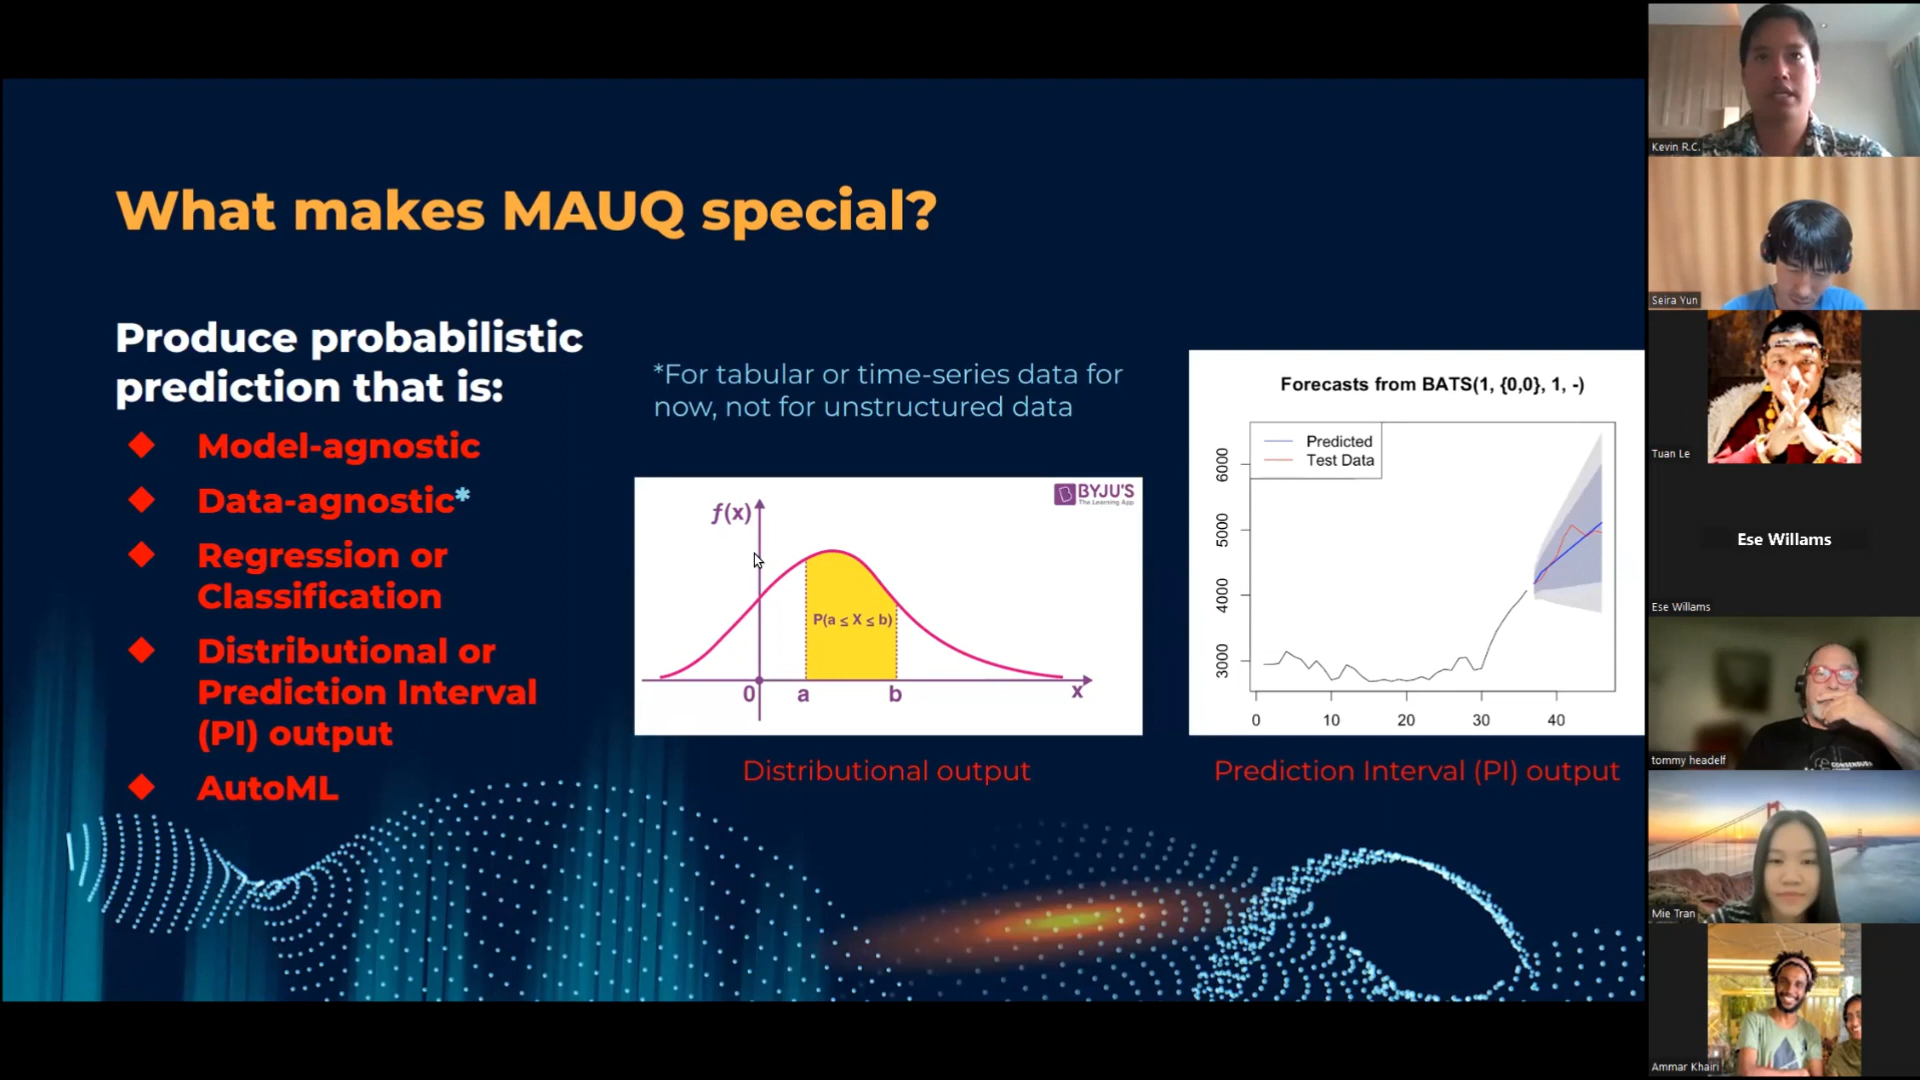 What makes MAUQ special?
Produce probabilistic
prediction that is:
Model-agnostic
Data-agnostic*
Regression or
Classification
Distributional or
Prediction Interval
(PI) output
AutoML
*For tabular or time-series data for
now, not for unstructured data
BYJU'S
The Learning App
f(x)
P(a ≤ X ≤ b)
0 a b x
Distributional output
Forecasts from BATS(1, {0,0}, 1, -)
Predicted
Test Data
6000
5000
4000
3000
0 10 20 30 40
Prediction Interval (PI) output
Kevin R.C.
Seira Yun
Tuan Le
Ese Willams
Ese Willams
CONSENSUS
tommy headelf
Mie Tran
Ammar Khairi